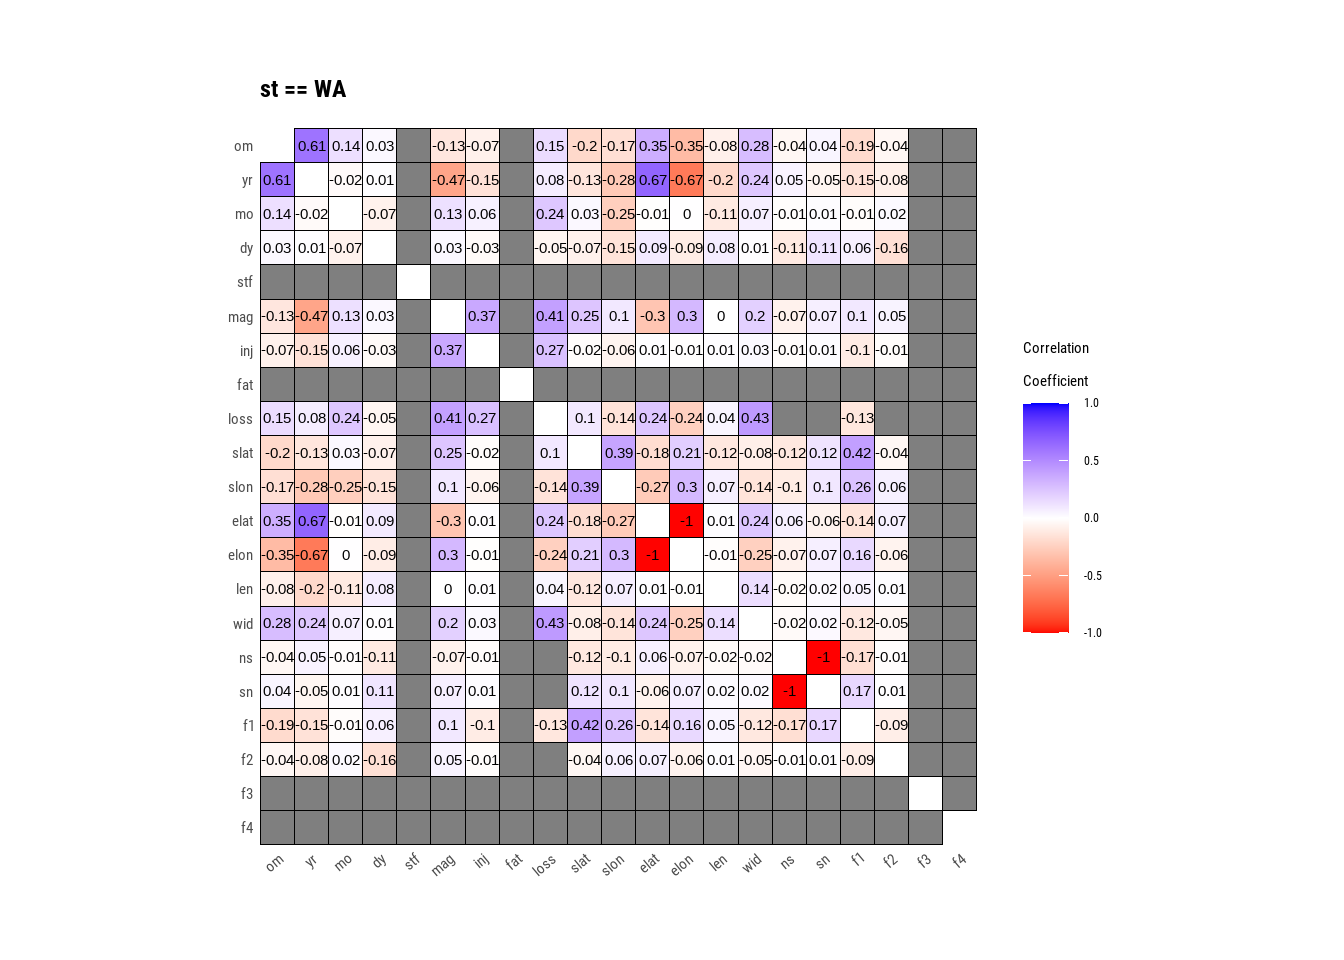 st == WA
om 0.61 0.14 0.03 -0.13 -0.07 0.15 -0.2 -0.17 0.35 -0.35 -0.08 0.28 -0.04 0.04 -0.19 -0.04
yr 0.61 -0.02 0.01 -0.47 -0.15 0.08 -0.13 -0.28 0.67 -0.67 -0.2 0.24 0.05 -0.05 -0.15 -0.08
mo 0.14 -0.02 -0.07 0.13 0.06 0.24 0.03 -0.25 -0.01 0 -0.11 0.07 -0.01 0.01 -0.01 0.02
dy 0.03 0.01 -0.07 0.03 -0.03 -0.05 -0.07 -0.15 0.09 -0.09 0.08 0.01 -0.11 0.11 0.06 -0.16
stf
mag -0.13 -0.47 0.13 0.03 0.37 0.41 0.25 0.1 -0.3 0.3 0 0.2 -0.07 0.07 0.1 0.05
inj -0.07 -0.15 0.06 -0.03 0.37 0.27 -0.02 -0.06 0.01 -0.01 0.01 0.03 -0.01 0.01 -0.1 -0.01
fat
loss 0.15 0.08 0.24 -0.05 0.41 0.27 0.1 -0.14 0.24 -0.24 0.04 0.43 -0.13
slat -0.2 -0.13 0.03 -0.07 0.25 -0.02 0.1 0.39 -0.18 0.21 -0.12 -0.08 -0.12 0.12 0.42 -0.04
slon -0.17 -0.28 -0.25 -0.15 0.1 -0.06 -0.14 0.39 -0.27 0.3 0.07 -0.14 -0.1 0.1 0.26 0.06
elat 0.35 0.67 -0.01 0.09 -0.3 0.01 0.24 -0.18 -0.27 -1 0.01 0.24 0.06 -0.06 -0.14 0.07
elon -0.35 -0.67 0 -0.09 0.3 -0.01 -0.24 0.21 0.3 -1 -0.01 -0.25 -0.07 0.07 0.16 -0.06
len -0.08 -0.2 -0.11 0.08 0 0.01 0.04 -0.12 0.07 0.01 -0.01 0.14 -0.02 0.02 0.05 0.01
wid 0.28 0.24 0.07 0.01 0.2 0.03 0.43 -0.08 -0.14 0.24 -0.25 0.14 -0.02 0.02 -0.12 -0.05
ns -0.04 0.05 -0.01 -0.11 -0.07 -0.01 -0.12 -0.1 0.06 -0.07 -0.02 -0.02 -1 -0.17 -0.01
sn 0.04 -0.05 0.01 0.11 0.07 0.01 0.12 0.1 -0.06 0.07 0.02 0.02 -1 0.17 0.01
f1 -0.19 -0.15 -0.01 0.06 0.1 -0.1 -0.13 0.42 0.26 -0.14 0.16 0.05 -0.12 -0.17 0.17 -0.09
f2 -0.04 -0.08 0.02 -0.16 0.05 -0.01 -0.04 0.06 0.07 -0.06 0.01 -0.05 -0.01 0.01 -0.09
f3
f4
om yr mo dy stf mag inj fat loss slat slon elat elon len wid ns sn f1 f2 f3 f4
Correlation
Coefficient
1.0
0.5
0.0
-0.5
-1.0